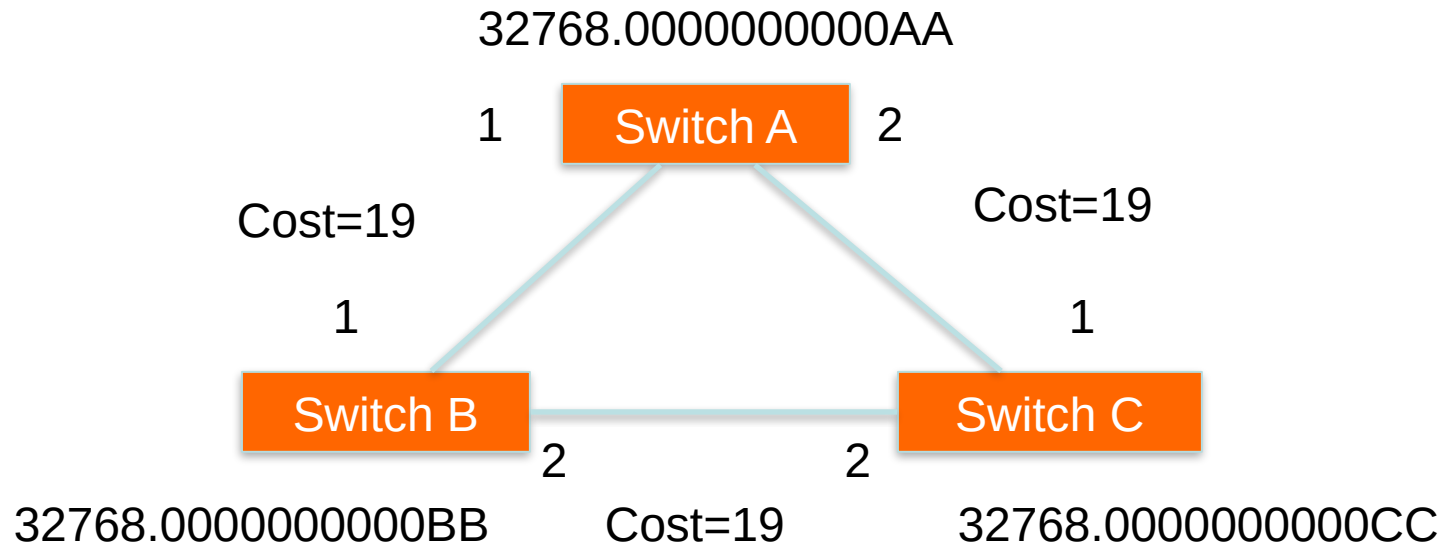 32768.0000000000AA
1
Switch A
2
Cost=19
Cost=19
1
1
Switch B
Switch C
2
2
32768.0000000000BB
Cost=19
32768.0000000000CC